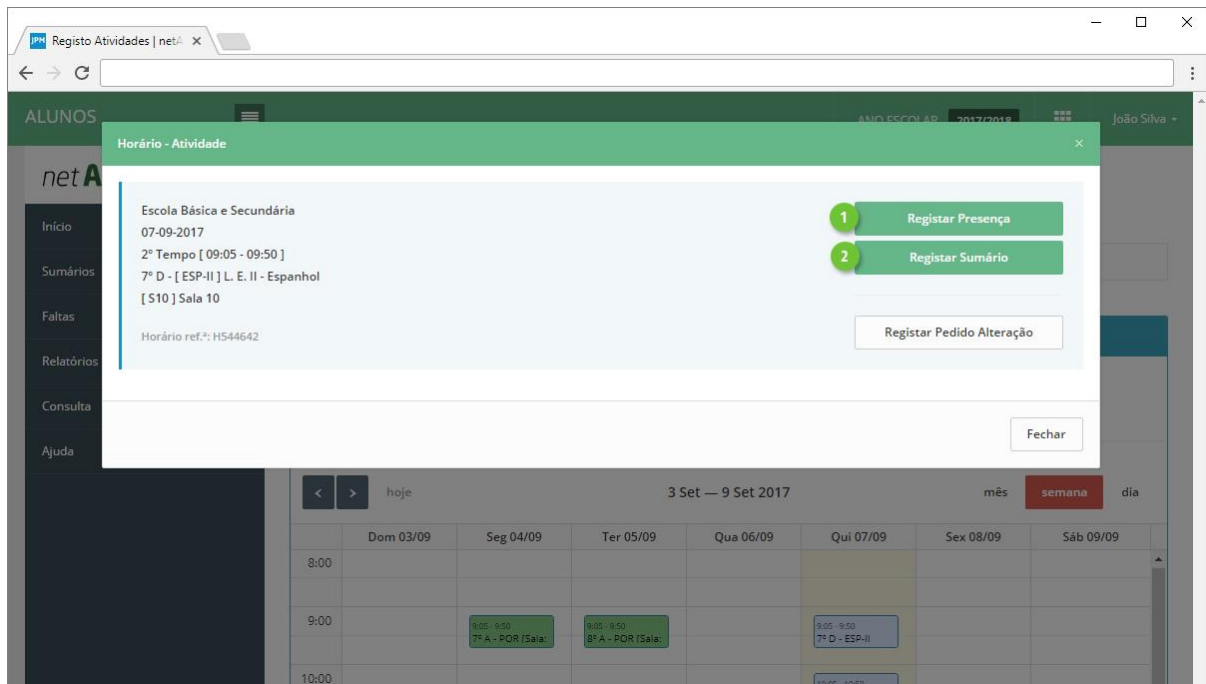 JPM Registo Atividades | netA
ALUNOS
ANO ESCOLAR 2017/2018
João Silva
Horário - Atividade
net A
Escola Básica e Secundária
07-09-2017
2º Tempo [ 09:05 - 09:50 ]
7º D - [ ESP-II ] L. E. II - Espanhol
[ S10 ] Sala 10
Horário ref.ª: H544642
1 Registar Presença
2 Registar Sumário
Registar Pedido Alteração
Fechar
Início
Sumários
Faltas
Relatórios
Consulta
Ajuda
hoje
3 Set — 9 Set 2017
mês semana dia
Dom 03/09 Seg 04/09 Ter 05/09 Qua 06/09 Qui 07/09 Sex 08/09 Sáb 09/09
8:00
9:00
9:05 - 9:50 9:05 - 9:50 9:05 - 9:50
7º A - POR [Sala: 8º A - POR [Sala: 7º D - ESP-II
10:00